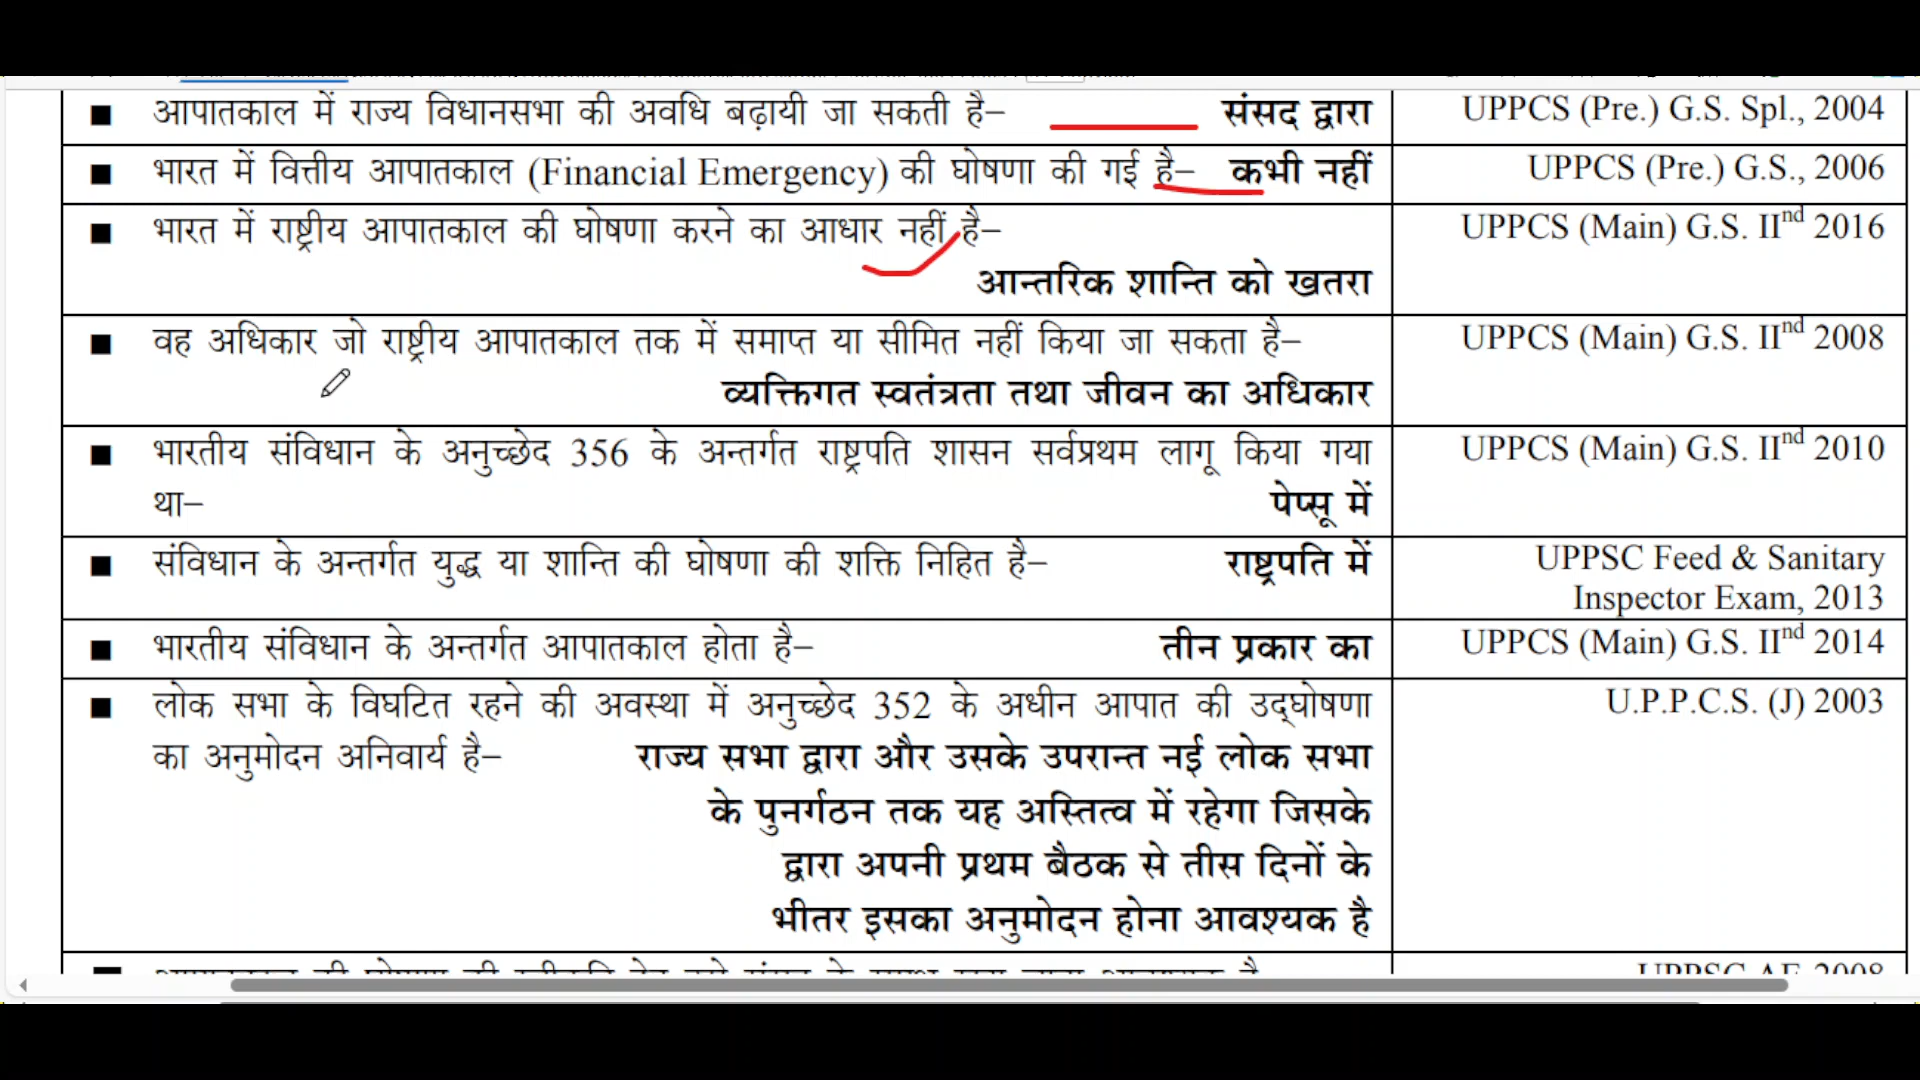 ■ आपातकाल में राज्य विधानसभा की अवधि बढ़ायी जा सकती है– संसद द्वारा UPPCS (Pre.) G.S. Spl., 2004
■ भारत में वित्तीय आपातकाल (Financial Emergency) की घोषणा की गई है– कभी नहीं UPPCS (Pre.) G.S., 2006
■ भारत में राष्ट्रीय आपातकाल की घोषणा करने का आधार नहीं है– UPPCS (Main) G.S. IInd 2016
आन्तरिक शान्ति को खतरा
■ वह अधिकार जो राष्ट्रीय आपातकाल तक में समाप्त या सीमित नहीं किया जा सकता है– UPPCS (Main) G.S. IInd 2008
व्यक्तिगत स्वतंत्रता तथा जीवन का अधिकार
■ भारतीय संविधान के अनुच्छेद 356 के अन्तर्गत राष्ट्रपति शासन सर्वप्रथम लागू किया गया UPPCS (Main) G.S. IInd 2010
था– पेप्सू में
■ संविधान के अन्तर्गत युद्ध या शान्ति की घोषणा की शक्ति निहित है– राष्ट्रपति में UPPSC Feed & Sanitary
Inspector Exam, 2013
■ भारतीय संविधान के अन्तर्गत आपातकाल होता है– तीन प्रकार का UPPCS (Main) G.S. IInd 2014
■ लोक सभा के विघटित रहने की अवस्था में अनुच्छेद 352 के अधीन आपात की उद्‌घोषणा U.P.P.C.S. (J) 2003
का अनुमोदन अनिवार्य है– राज्य सभा द्वारा और उसके उपरान्त नई लोक सभा
के पुनर्गठन तक यह अस्तित्व में रहेगा जिसके
द्वारा अपनी प्रथम बैठक से तीस दिनों के
भीतर इसका अनुमोदन होना आवश्यक है